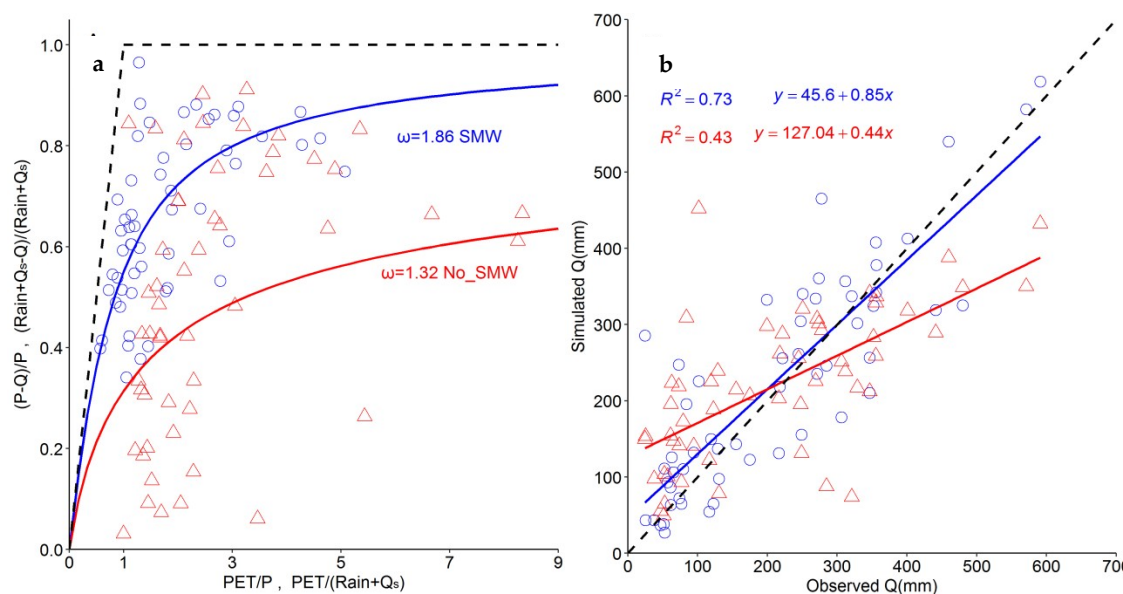 a
ω=1.86 SMW
ω=1.32 No_SMW
(P-Q)/P , (Rain+Qs-Q)/(Rain+Qs)
1.0
0.8
0.6
0.4
0.2
0.0
0 1 3 5 7 9
PET/P , PET/(Rain+Qs)
b
R² = 0.73 y = 45.6 + 0.85x
R² = 0.43 y = 127.04 + 0.44x
Simulated Q(mm)
700
600
500
400
300
200
100
0
0 100 200 300 400 500 600 700
Observed Q(mm)